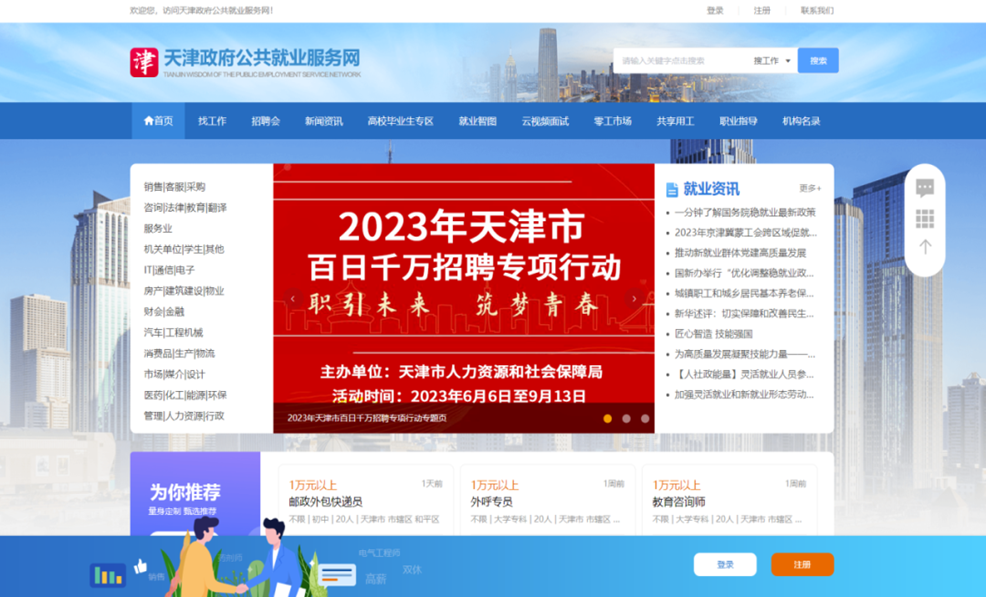 欢迎您，访问天津政府公共就业服务网！
登录 注册 联系我们
津 天津政府公共就业服务网
TIANJIN WISDOM OF THE PUBLIC EMPLOYMENT SERVICE NETWORK
请输入关键字点击搜索 搜工作 搜索
首页 找工作 招聘会 新闻资讯 高校毕业生专区 就业智图 云视频面试 零工市场 共享用工 职业指导 机构名录
销售|客服|采购
咨询|法律|教育|翻译
服务业
机关单位|学生|其他
IT|通信|电子
房产|建筑建设|物业
财会|金融
汽车|工程机械
消费品|生产|物流
市场|媒介|设计
医药|化工|能源|环保
管理|人力资源|行政
2023年天津市
百日千万招聘专项行动
职引未来 筑梦青春
主办单位：天津市人力资源和社会保障局
活动时间：2023年6月6日至9月13日
2023年天津市百日千万招聘专项行动专题页
就业资讯 更多+
一分钟了解国务院稳就业最新政策
2023年京津冀蒙工会跨区域促就...
推动新就业群体党建高质量发展
国新办举行“优化调整稳就业政...
城镇职工和城乡居民基本养老保...
新华述评：切实保障和改善民生...
匠心智造 技能强国
为高质量发展凝聚技能力量——...
【人社政能量】灵活就业人员参...
加强灵活就业和新就业形态劳动...
为你推荐
量身定制 甄选推荐
1万元以上 1天前
邮政外包快递员
不限 | 初中 | 20人 | 天津市 市辖区 和平区
1万元以上 1周前
外呼专员
不限 | 大学专科 | 20人 | 天津市 市辖区 ...
1万元以上 1周前
教育咨询师
不限 | 大学专科 | 20人 | 天津市 市辖区 ...
电气工程师
销售
高薪
双休
登录 注册